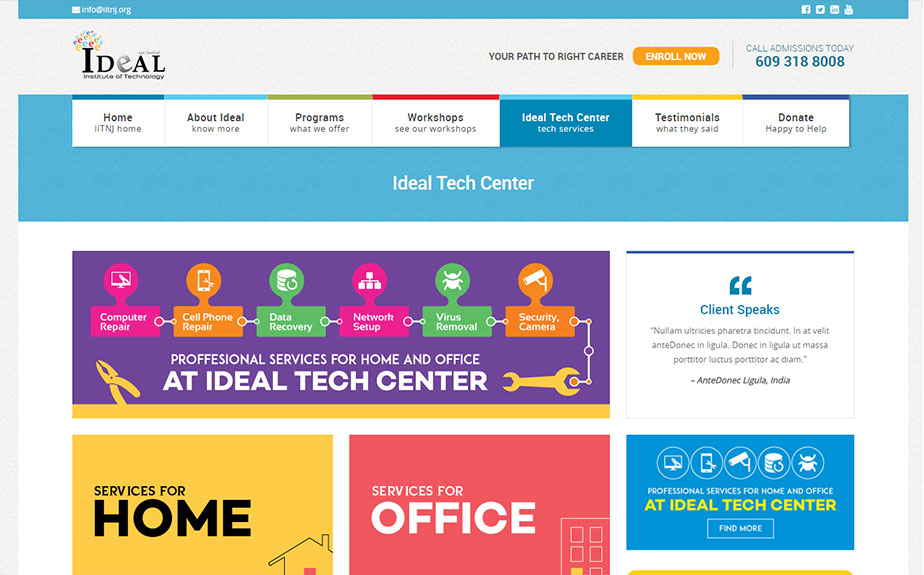 info@iitnj.org
Get Applied
IDeAL
Institute of Technology
YOUR PATH TO RIGHT CAREER
ENROLL NOW
CALL ADMISSIONS TODAY
609 318 8008
Home
IITNJ home
About Ideal
know more
Programs
what we offer
Workshops
see our workshops
Ideal Tech Center
tech services
Testimonials
what they said
Donate
Happy to Help
Ideal Tech Center
Computer
Repair
Cell Phone
Repair
Data
Recovery
Network
Setup
Virus
Removal
Security,
Camera
PROFFESIONAL SERVICES FOR HOME AND OFFICE
AT IDEAL TECH CENTER
Client Speaks
“Nullam ultricies pharetra tincidunt. In at velit
anteDonec in ligula. Donec in ligula ut massa
porttitor luctus porttitor ac diam.”
– AnteDonec Ligula, India
SERVICES FOR
HOME
SERVICES FOR
OFFICE
PROFESSIONAL SERVICES FOR HOME AND OFFICE
AT IDEAL TECH CENTER
FIND MORE